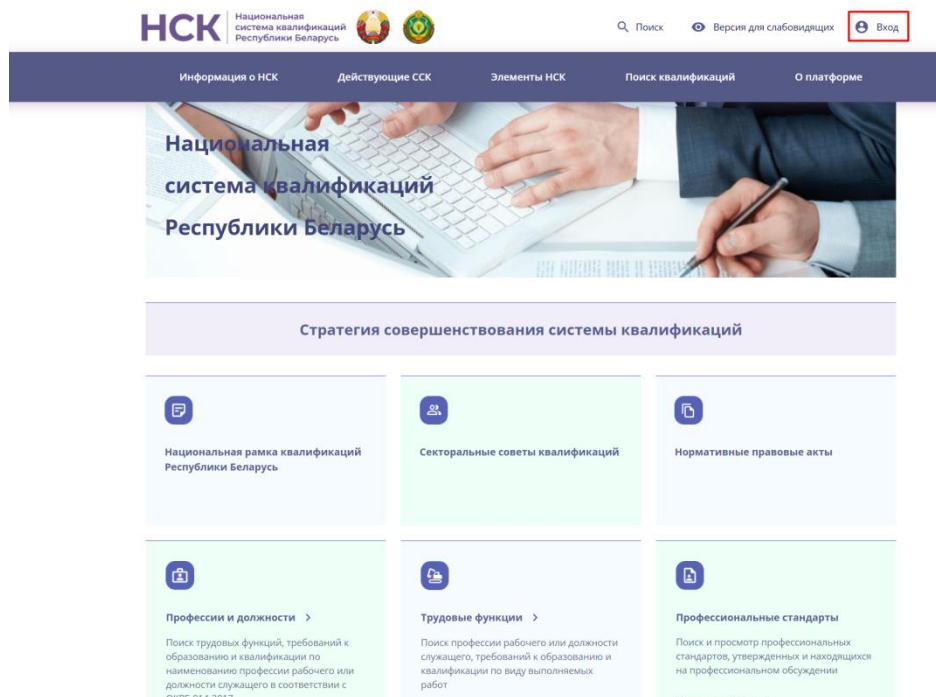 НСК
Национальная
система квалификаций
Республики Беларусь
Поиск
Версия для слабовидящих
Вход
Информация о НСК
Действующие ССК
Элементы НСК
Поиск квалификаций
О платформе
Национальная
система квалификаций
Республики Беларусь
Стратегия совершенствования системы квалификаций
Национальная рамка квалификаций
Республики Беларусь
Секторальные советы квалификаций
Нормативные правовые акты
Профессии и должности >
Поиск трудовых функций, требований к
образованию и квалификации по
наименованию профессии рабочего или
должности служащего в соответствии с
Трудовые функции >
Поиск профессии рабочего или должности
служащего, требований к образованию и
квалификации по виду выполняемых
работ
Профессиональные стандарты
Поиск и просмотр профессиональных
стандартов, утвержденных и находящихся
на профессиональном обсуждении